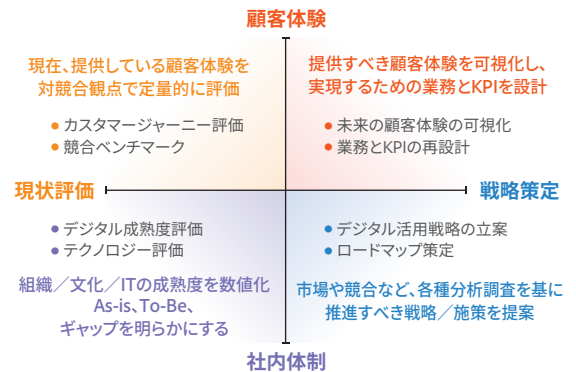 顧客体験
現在、提供している顧客体験を
対競合観点で定量的に評価
● カスタマージャーニー評価
● 競合ベンチマーク
提供すべき顧客体験を可視化し、
実現するための業務とKPIを設計
● 未来の顧客体験の可視化
● 業務とKPIの再設計
現状評価
戦略策定
● デジタル成熟度評価
● テクノロジー評価
組織／文化／ITの成熟度を数値化
As-is、To-Be、
ギャップを明らかにする
● デジタル活用戦略の立案
● ロードマップ策定
市場や競合など、各種分析調査を基に
推進すべき戦略／施策を提案
社内体制